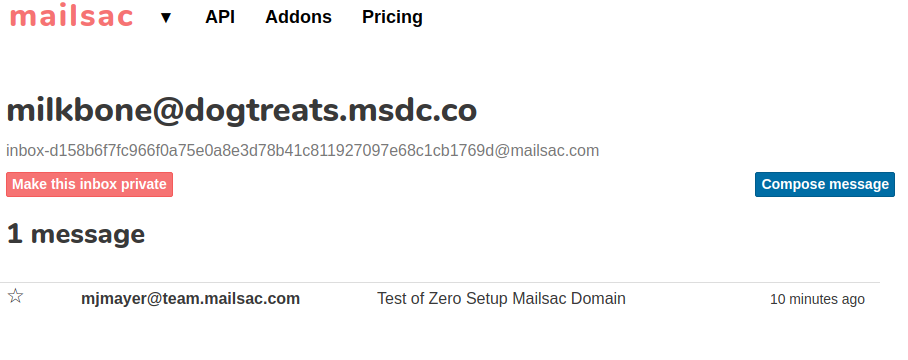 mailsac ▼ API Addons Pricing
milkbone@dogtreats.msdc.co
inbox-d158b6f7fc966f0a75e0a8e3d78b41c811927097e68c1cb1769d@mailsac.com
Make this inbox private Compose message
1 message
☆ mjmayer@team.mailsac.com Test of Zero Setup Mailsac Domain 10 minutes ago